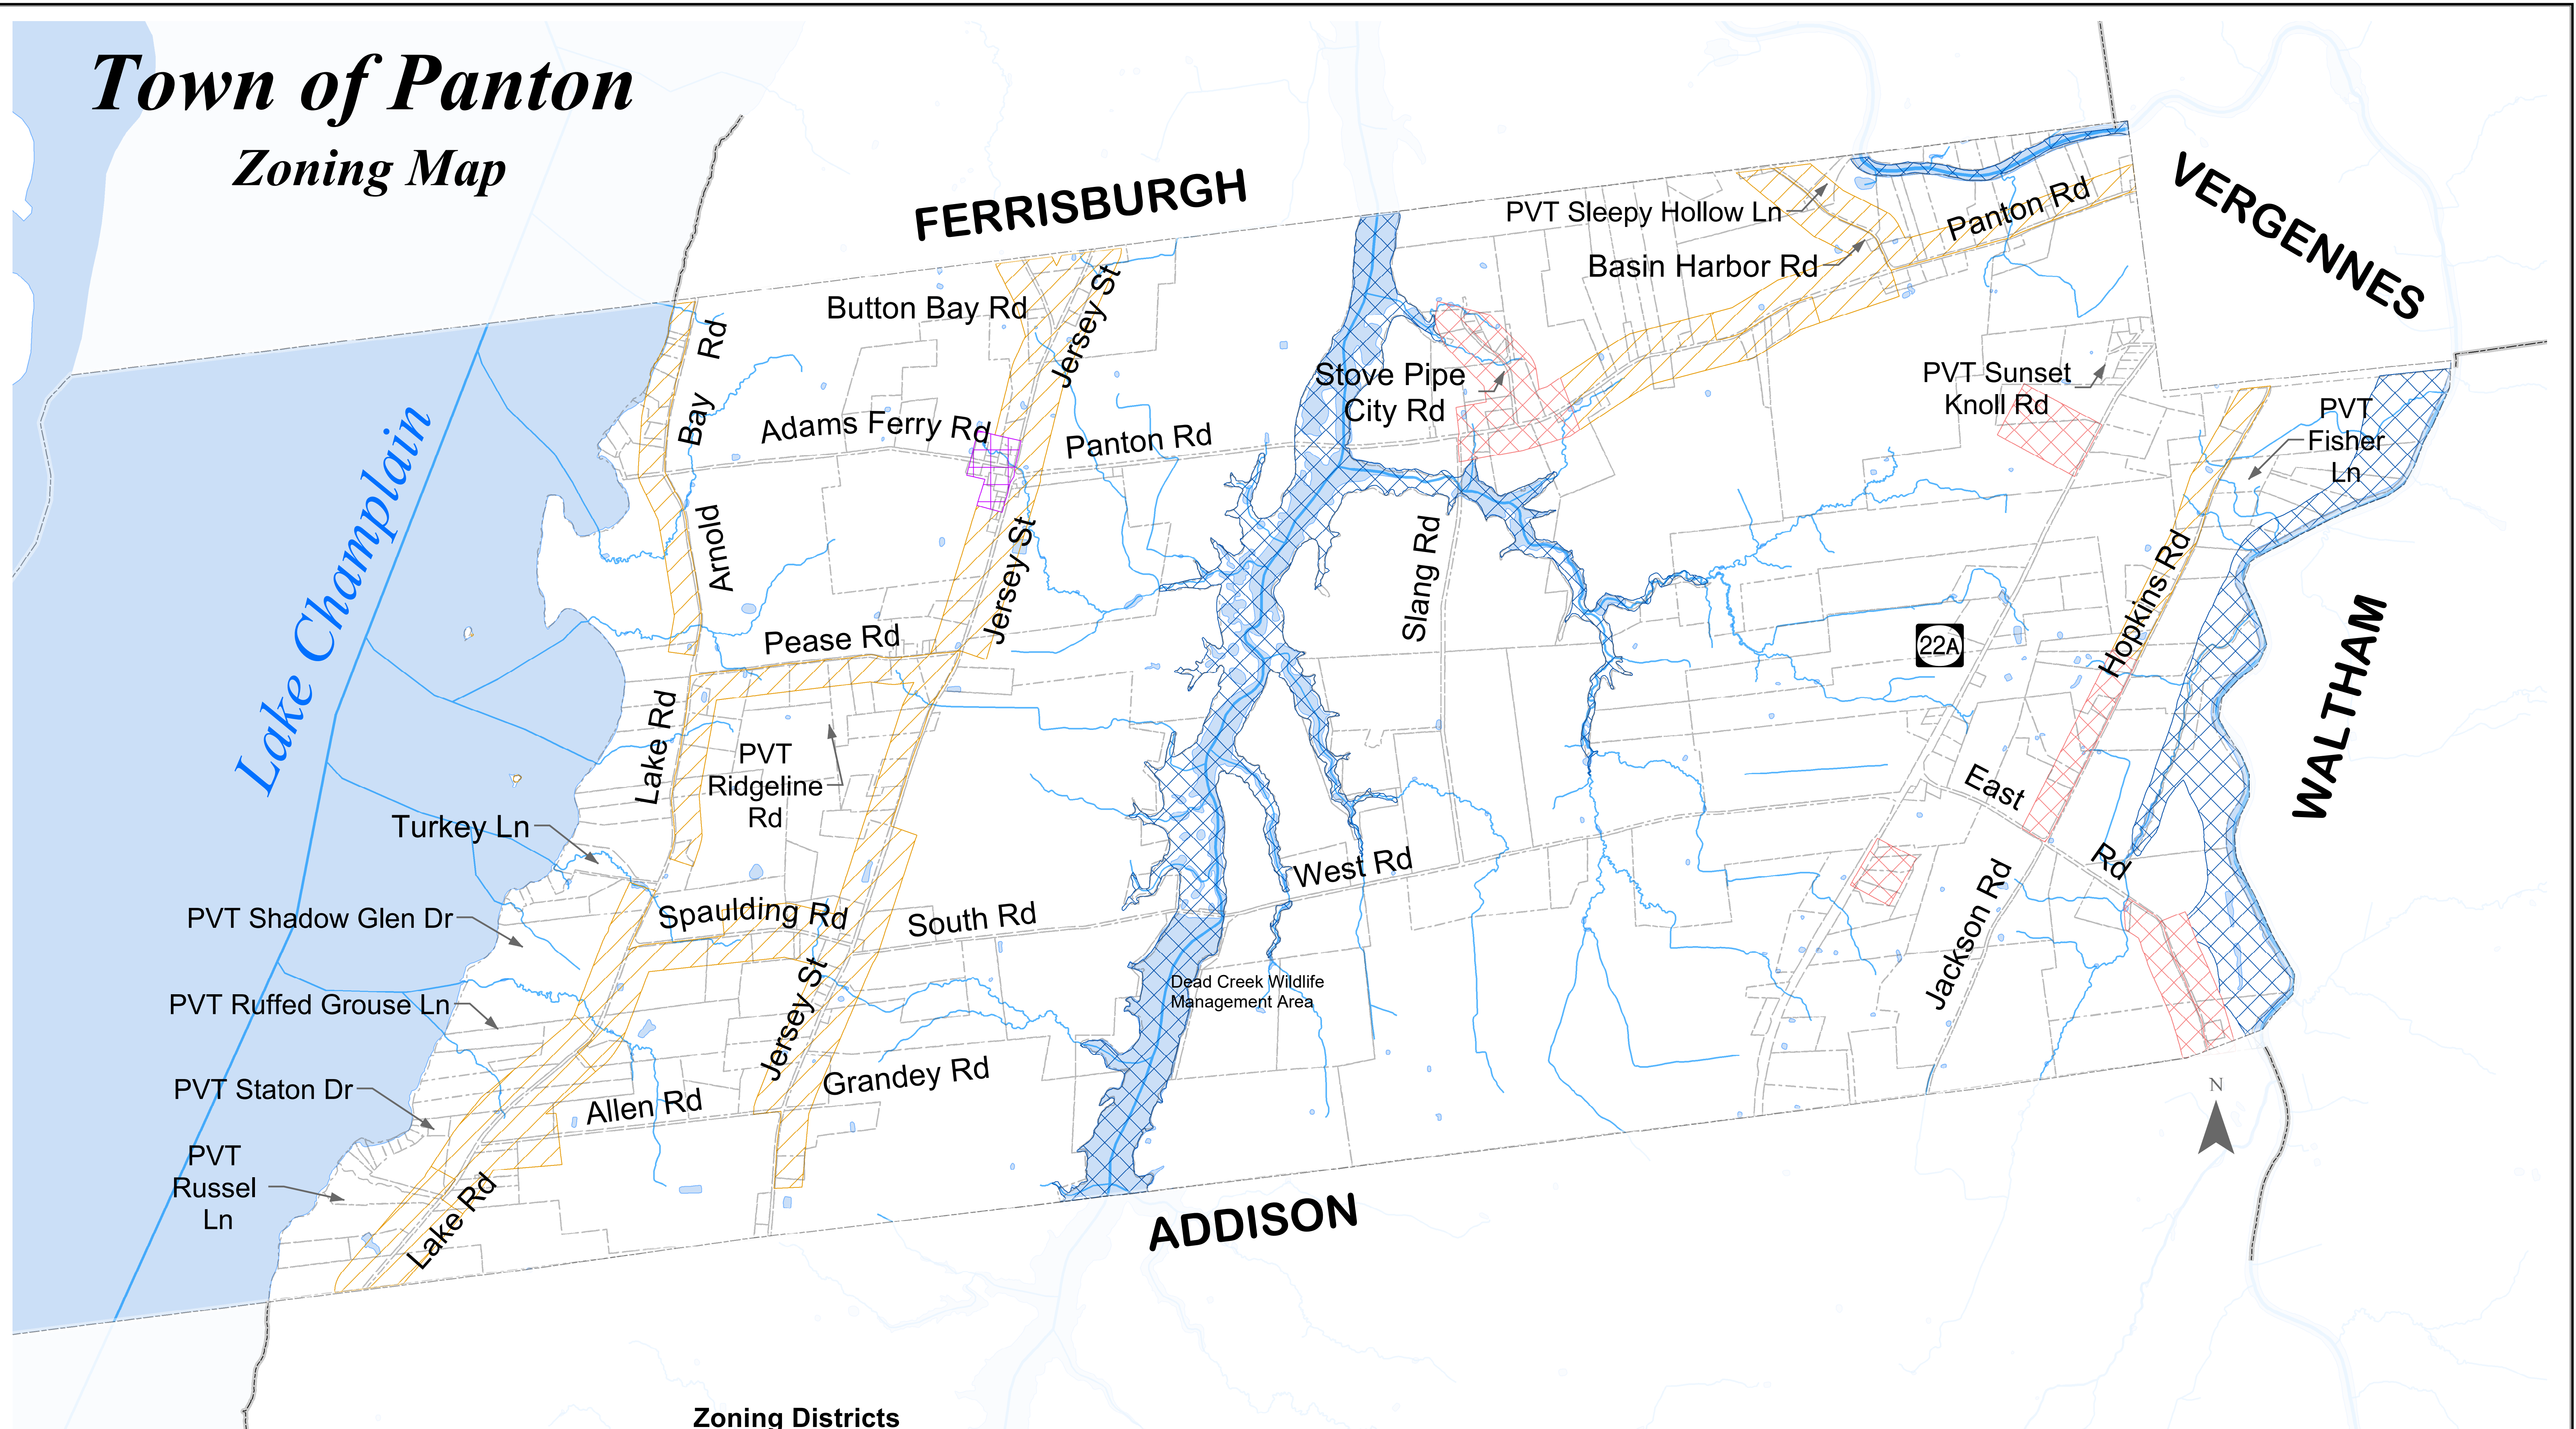 Town of Panton
Zoning Map
FERRISBURGH
VERGENNES
WALTHAM
ADDISON
Lake Champlain
PVT Sleepy Hollow Ln
Panton Rd
Basin Harbor Rd
Button Bay Rd
Jersey St
Bay Rd
Arnold
Adams Ferry Rd
Panton Rd
Stove Pipe
City Rd
PVT Sunset
Knoll Rd
PVT
Fisher
Ln
Slang Rd
Jersey St
Hopkins Rd
22A
Pease Rd
Lake Rd
PVT
Ridgeline
Rd
East
Rd
Turkey Ln
West Rd
Spaulding Rd
South Rd
PVT Shadow Glen Dr
Jackson Rd
Dead Creek Wildlife
Management Area
Jersey St
PVT Ruffed Grouse Ln
Grandey Rd
Allen Rd
PVT Staton Dr
N
PVT
Russel
Ln
Lake Rd
Zoning Districts